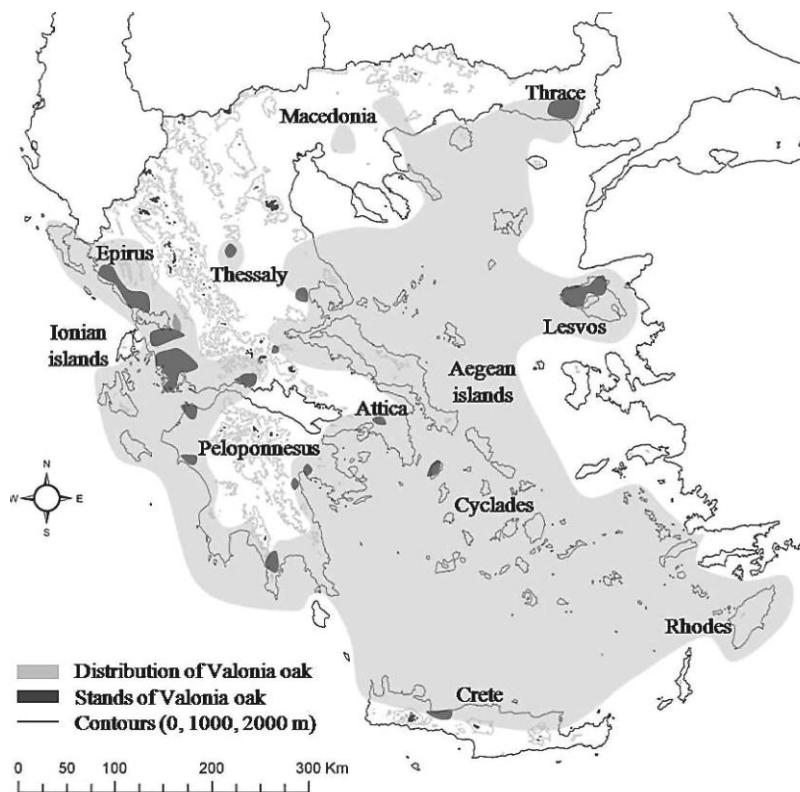 Thrace
Macedonia
Epirus
Thessaly
Ionian
islands
Lesvos
Aegean
islands
Attica
Peloponnesus
N
W E
S
Cyclades
Rhodes
Crete
Distribution of Valonia oak
Stands of Valonia oak
Contours (0, 1000, 2000 m)
0 50 100 200 300 Km